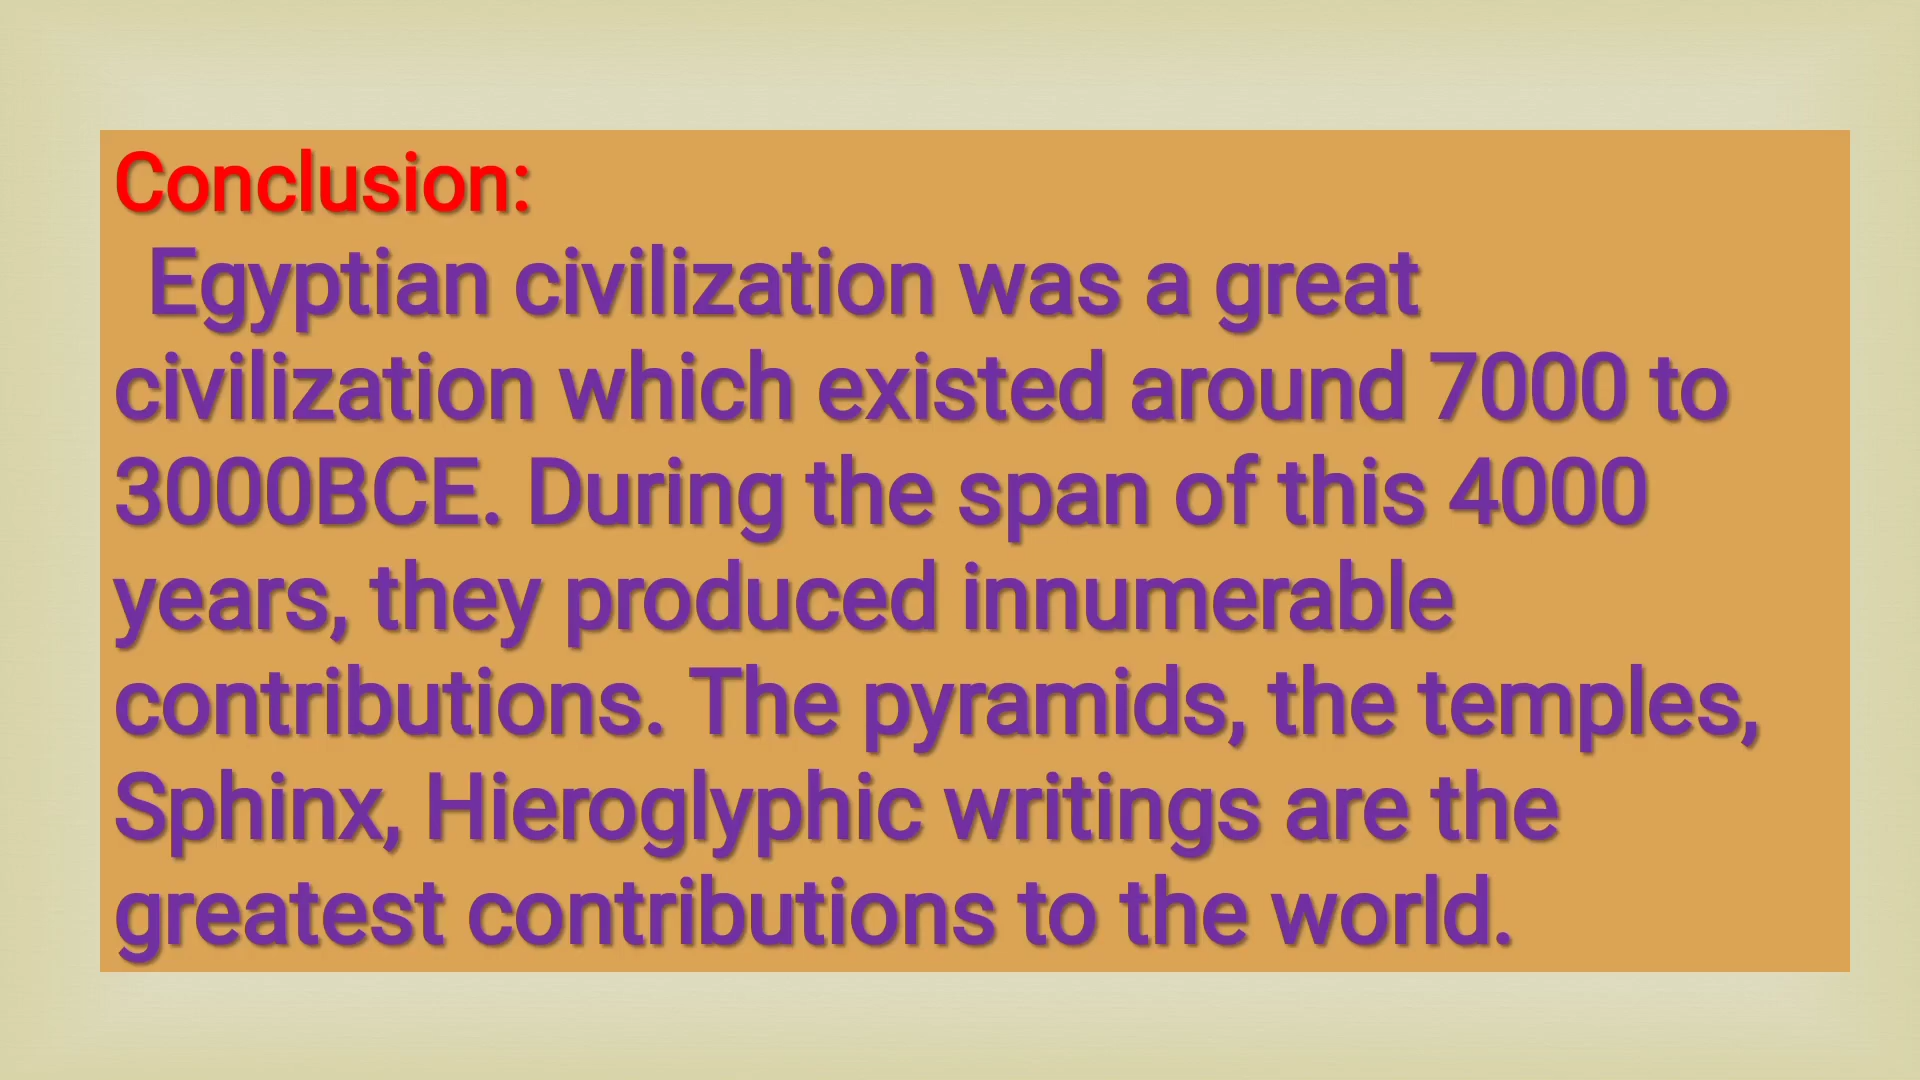 Conclusion:
Egyptian civilization was a great
civilization which existed around 7000 to
3000BCE. During the span of this 4000
years, they produced innumerable
contributions. The pyramids, the temples,
Sphinx, Hieroglyphic writings are the
greatest contributions to the world.